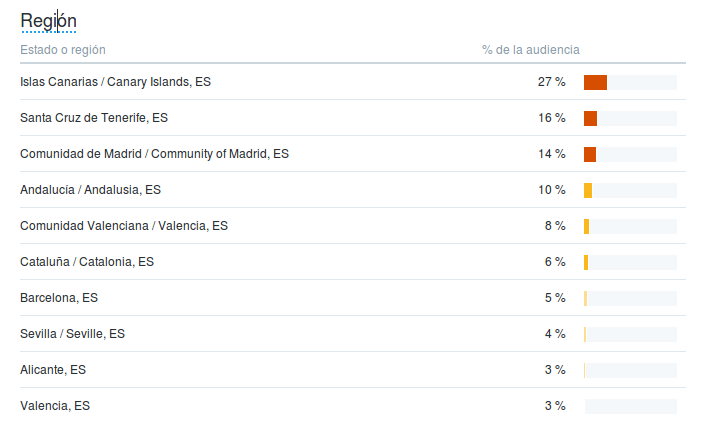 Región
Estado o región % de la audiencia
Islas Canarias / Canary Islands, ES 27 %
Santa Cruz de Tenerife, ES 16 %
Comunidad de Madrid / Community of Madrid, ES 14 %
Andalucía / Andalusia, ES 10 %
Comunidad Valenciana / Valencia, ES 8 %
Cataluña / Catalonia, ES 6 %
Barcelona, ES 5 %
Sevilla / Seville, ES 4 %
Alicante, ES 3 %
Valencia, ES 3 %